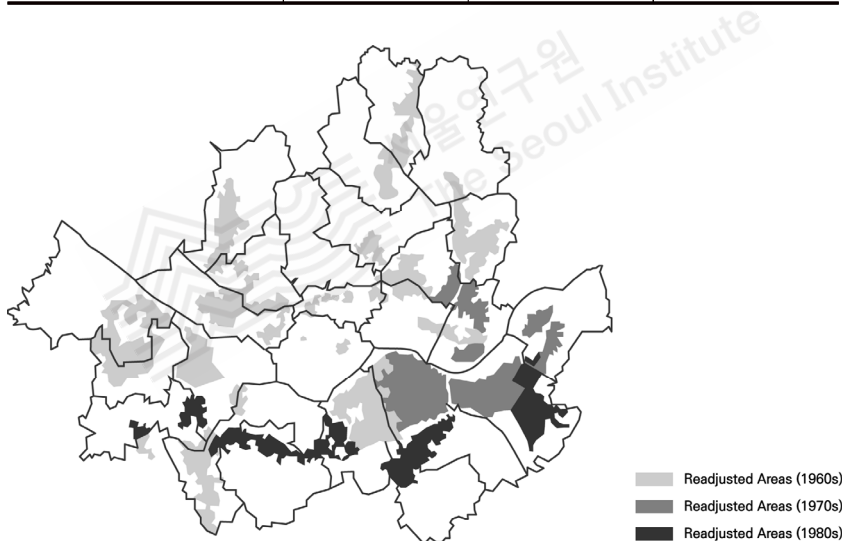 서울연구원
The Seoul Institute
Readjusted Areas (1960s)
Readjusted Areas (1970s)
Readjusted Areas (1980s)